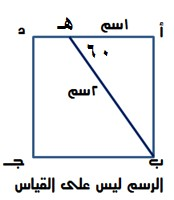 د هـ ١سم أ
٦٠
٢سم
جـ ب
الرسم ليس على القياس